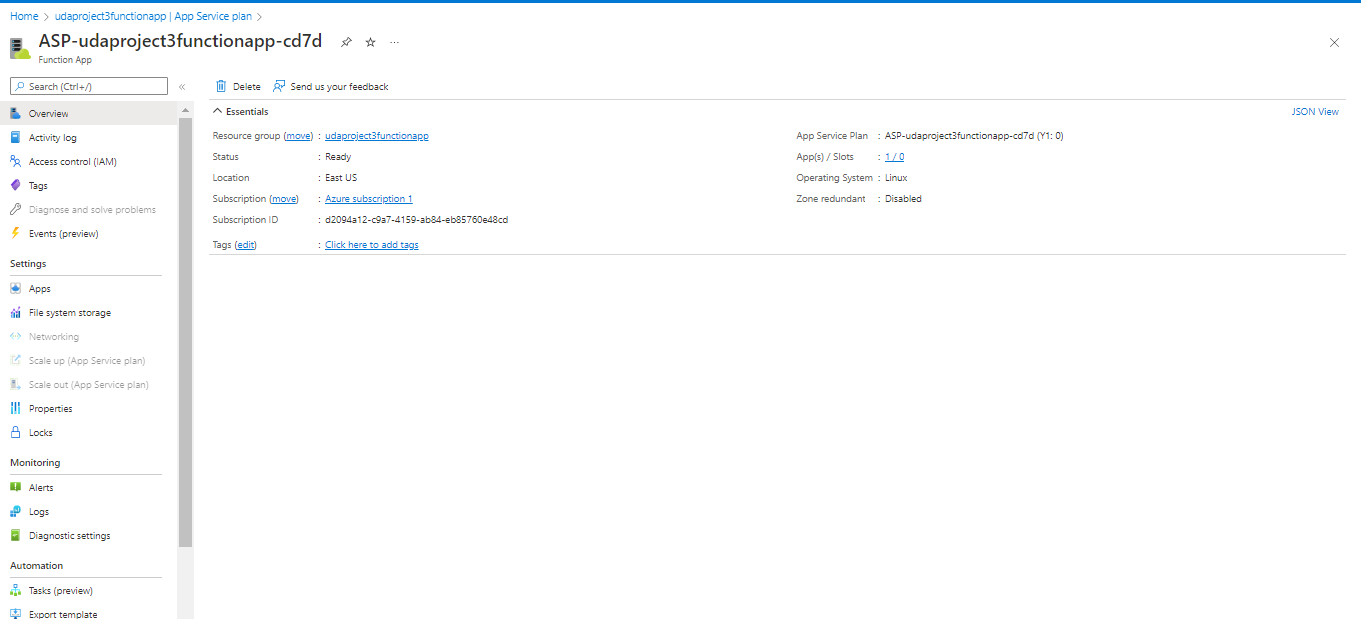 Home > udaproject3functionapp | App Service plan >
ASP-udaproject3functionapp-cd7d ...
Function App
Search (Ctrl+/) «
Delete Send us your feedback
Overview
Activity log
Access control (IAM)
Tags
Diagnose and solve problems
Events (preview)
Settings
Apps
File system storage
Networking
Scale up (App Service plan)
Scale out (App Service plan)
Properties
Locks
Monitoring
Alerts
Logs
Diagnostic settings
Automation
Tasks (preview)
Export template
Essentials JSON View
Resource group (move) : udaproject3functionapp
Status : Ready
Location : East US
Subscription (move) : Azure subscription 1
Subscription ID : d2094a12-c9a7-4159-ab84-eb85760e48cd
Tags (edit) : Click here to add tags
App Service Plan : ASP-udaproject3functionapp-cd7d (Y1: 0)
App(s) / Slots : 1 / 0
Operating System : Linux
Zone redundant : Disabled